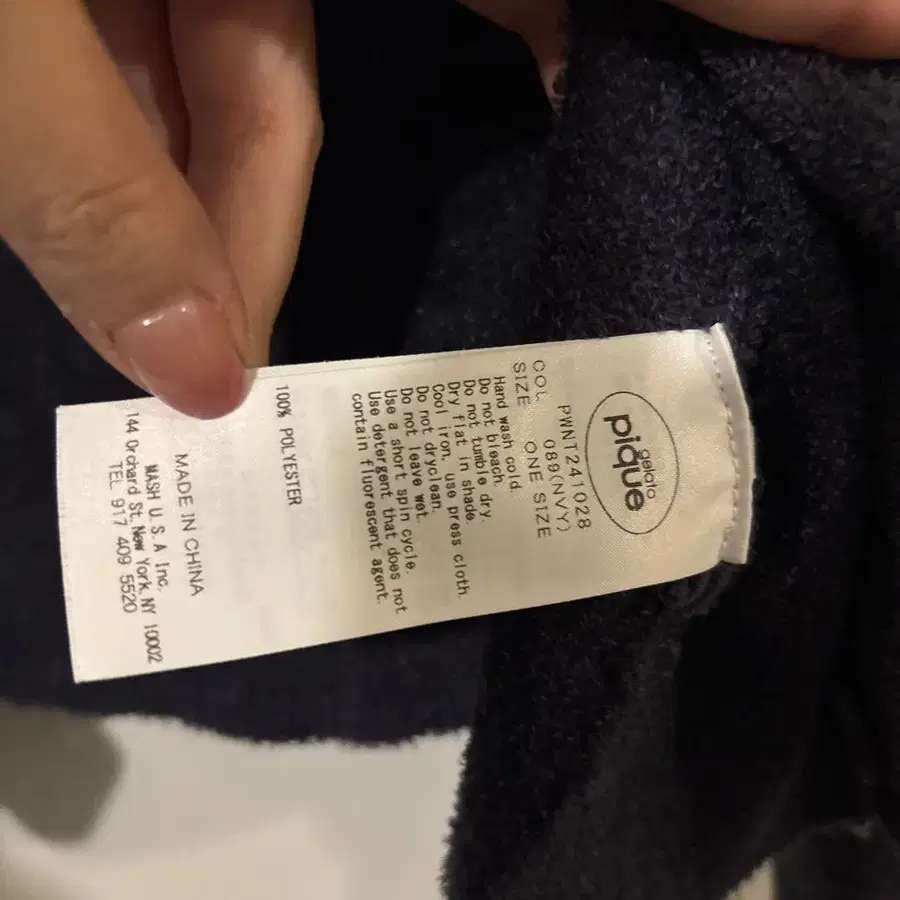 gelato
pique
PWNT241028
COL 089(NVY)
SIZE ONE SIZE
Hand wash cold.
Do not bleach.
Do not tumble dry.
Dry flat in shade.
Cool iron, use press cloth.
Do not dryclean.
Do not leave wet.
Use a short spin cycle.
Use detergent that does not
contain fluorescent agent.
100% POLYESTER
MADE IN CHINA
MASH U.S.A Inc.
144 Orchard St. New York, NY 10002
TEL 917 409 5520